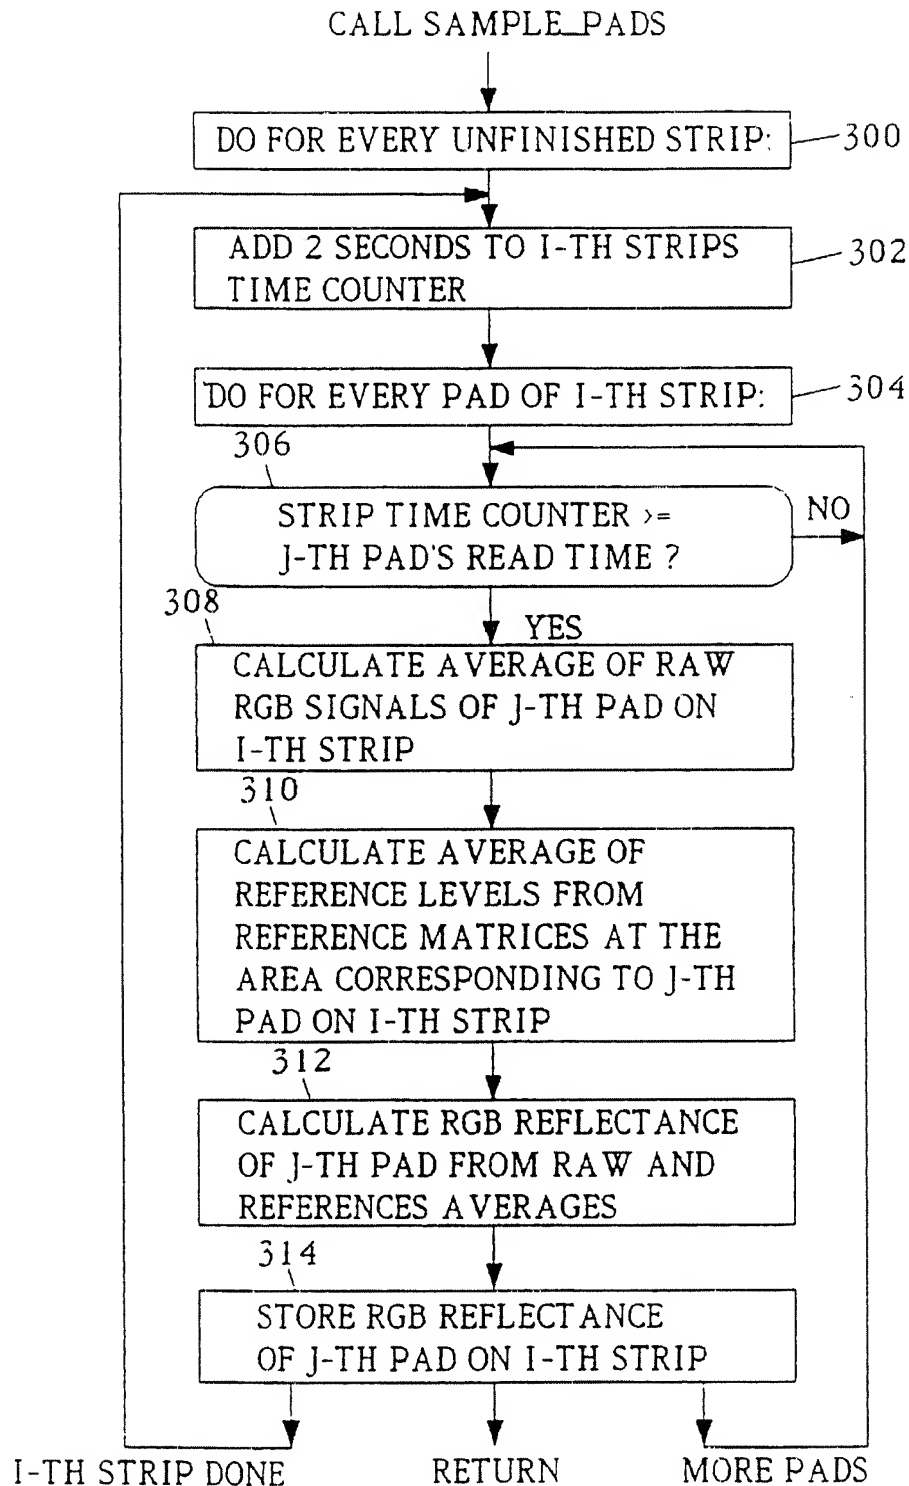 CALL SAMPLE_PADS
DO FOR EVERY UNFINISHED STRIP:
300
ADD 2 SECONDS TO I-TH STRIPS
TIME COUNTER
302
DO FOR EVERY PAD OF I-TH STRIP:
304
306
STRIP TIME COUNTER >=
J-TH PAD'S READ TIME ?
NO
308
YES
CALCULATE AVERAGE OF RAW
RGB SIGNALS OF J-TH PAD ON
I-TH STRIP
310
CALCULATE AVERAGE OF
REFERENCE LEVELS FROM
REFERENCE MATRICES AT THE
AREA CORRESPONDING TO J-TH
PAD ON I-TH STRIP
312
CALCULATE RGB REFLECTANCE
OF J-TH PAD FROM RAW AND
REFERENCES AVERAGES
314
STORE RGB REFLECTANCE
OF J-TH PAD ON I-TH STRIP
I-TH STRIP DONE
RETURN
MORE PADS